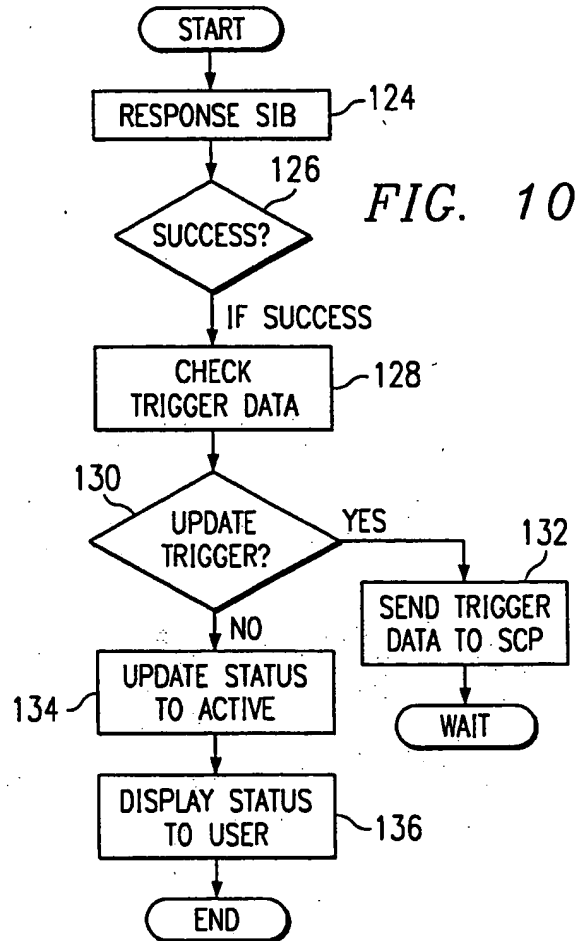 START
RESPONSE SIB
124
126
FIG. 10
SUCCESS?
IF SUCCESS
CHECK
TRIGGER DATA
128
130
UPDATE
TRIGGER?
YES
132
SEND TRIGGER
DATA TO SCP
NO
WAIT
134
UPDATE STATUS
TO ACTIVE
DISPLAY STATUS
TO USER
136
END